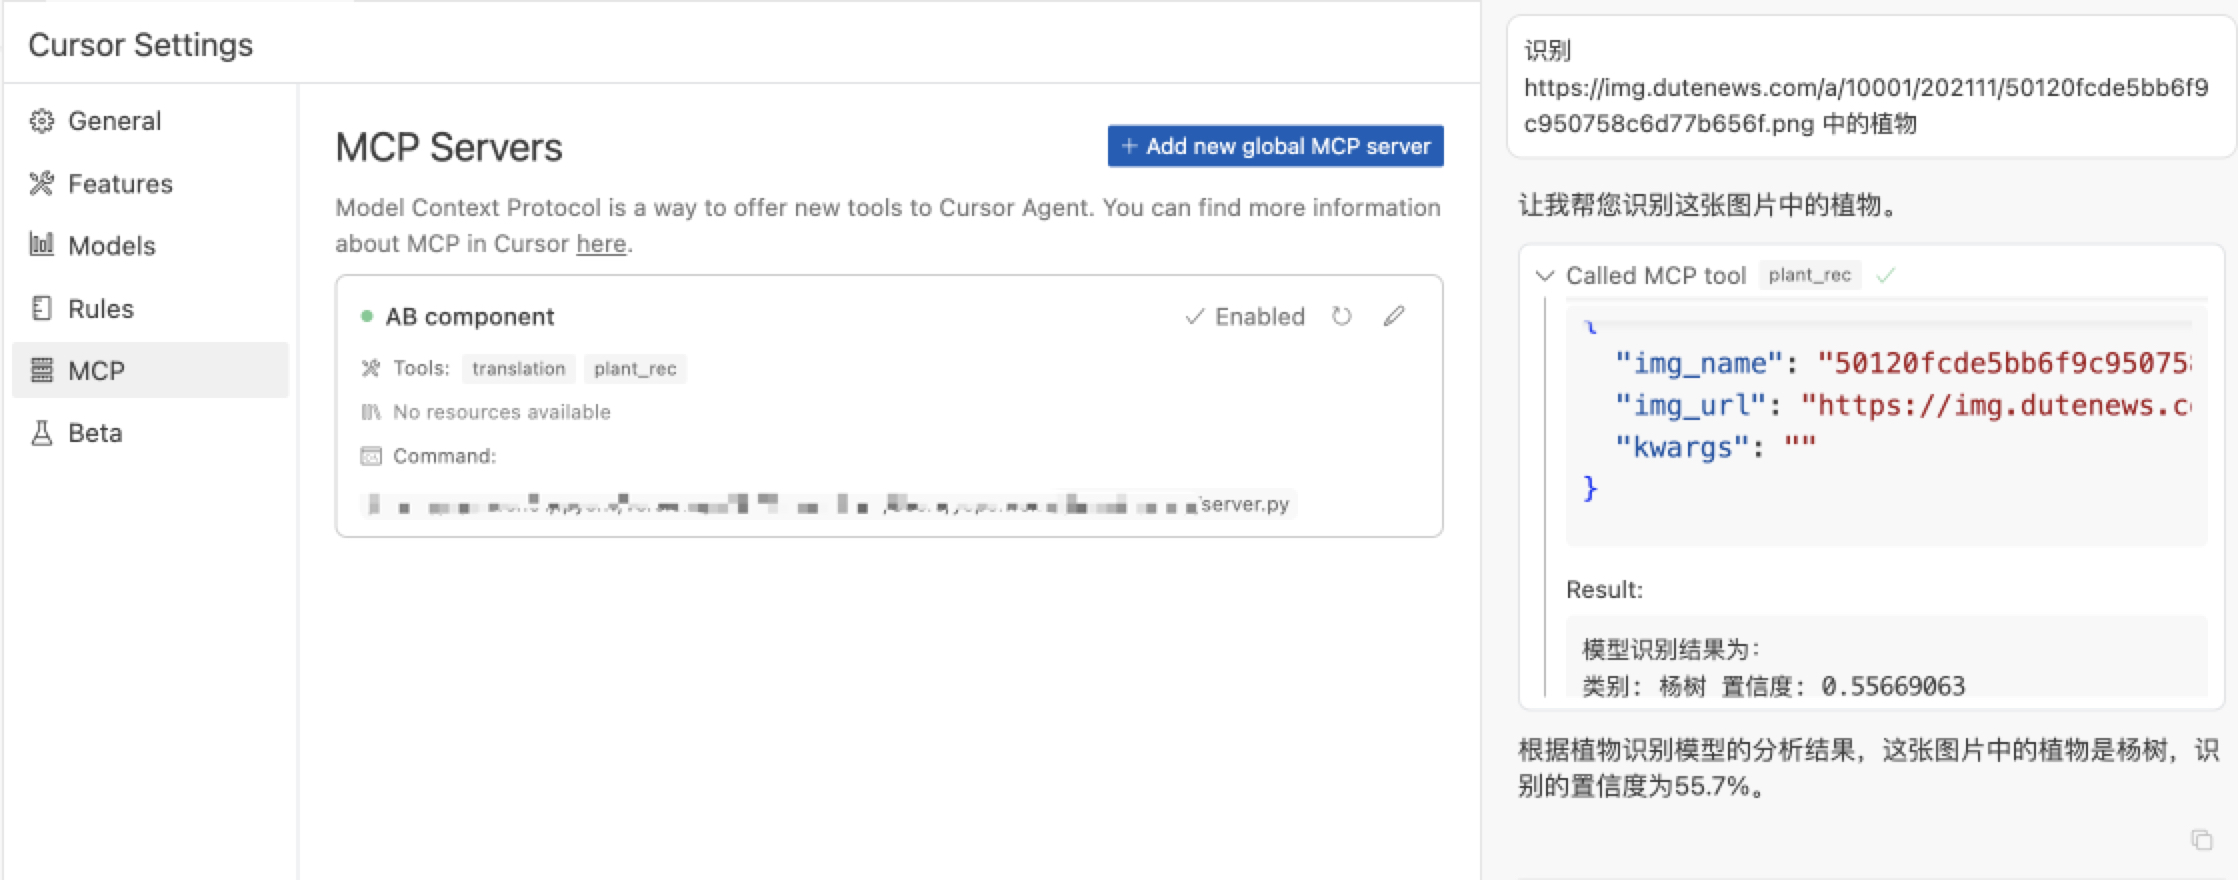 Cursor Settings
General
Features
Models
Rules
MCP
Beta
MCP Servers
+ Add new global MCP server
Model Context Protocol is a way to offer new tools to Cursor Agent. You can find more information
about MCP in Cursor here.
AB component
Enabled
Tools: translation plant_rec
No resources available
Command:
/server.py
识别
https://img.dutenews.com/a/10001/202111/50120fcde5bb6f9
c950758c6d77b656f.png 中的植物
让我帮您识别这张图片中的植物。
Called MCP tool plant_rec
{
"img_name": "50120fcde5bb6f9c95075
"img_url": "https://img.dutenews.c
"kwargs": ""
}
Result:
模型识别结果为:
类别: 杨树 置信度: 0.55669063
根据植物识别模型的分析结果，这张图片中的植物是杨树，识
别的置信度为55.7%。